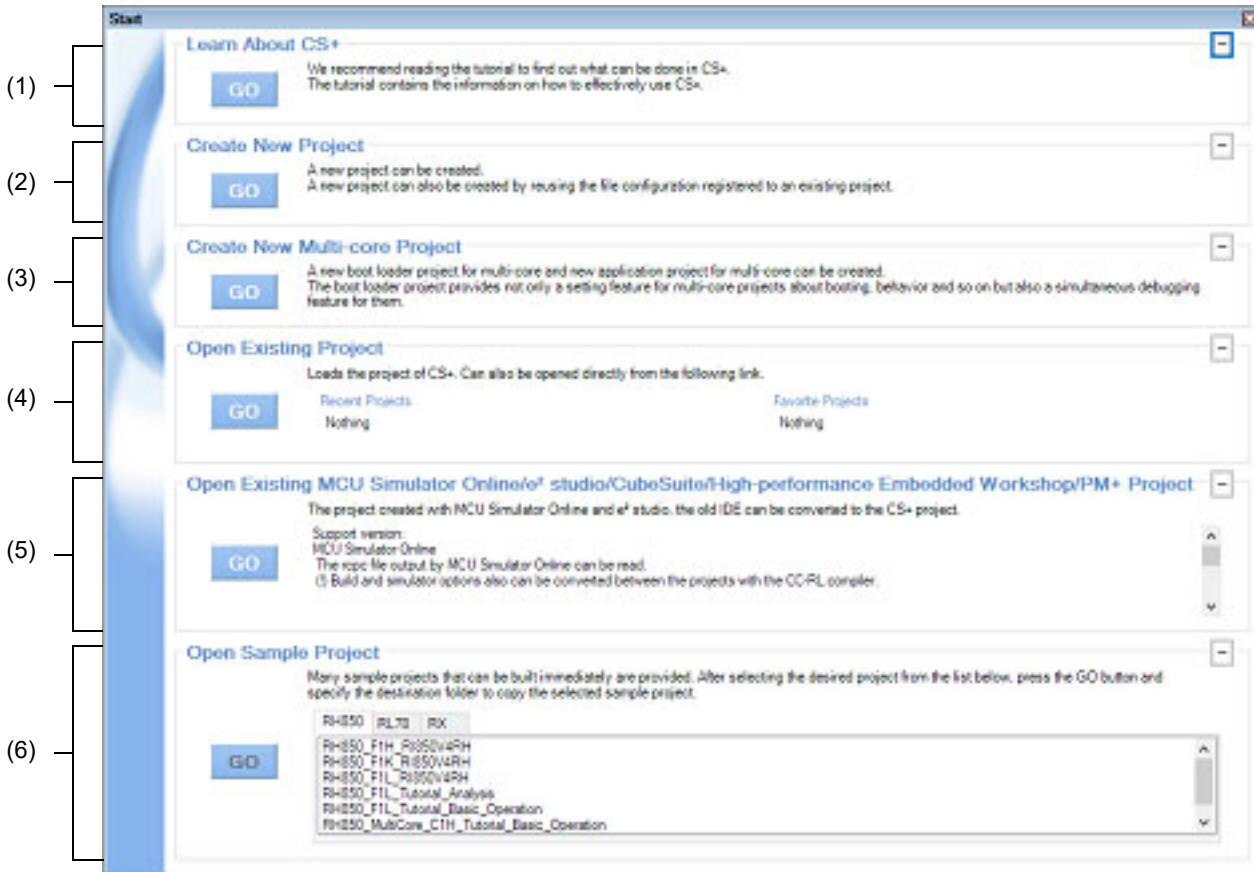 Start
(1)
Learn About CS+
GO
We recommend reading the tutorial to find out what can be done in CS+.
The tutorial contains the information on how to effectively use CS+.
(2)
Create New Project
GO
A new project can be created.
A new project can also be created by reusing the file configuration registered to an existing project.
(3)
Create New Multi-core Project
GO
A new boot loader project for multi-core and new application project for multi-core can be created.
The boot loader project provides not only a setting feature for multi-core projects about booting, behavior and so on but also a simultaneous debugging
feature for them.
(4)
Open Existing Project
GO
Loads the project of CS+. Can also be opened directly from the following link.
Recent Projects
Favorite Projects
Nothing
Nothing
(5)
Open Existing MCU Simulator Online/e² studio/CubeSuite/High-performance Embedded Workshop/PM+ Project
GO
The project created with MCU Simulator Online and e² studio, the old IDE can be converted to the CS+ project.
Support version:
MCU Simulator Online
The rcpc file output by MCU Simulator Online can be read.
(!) Build and simulator options also can be converted between the projects with the CC-RL compiler.
(6)
Open Sample Project
GO
Many sample projects that can be built immediately are provided. After selecting the desired project from the list below, press the GO button and
specify the destination folder to copy the selected sample project.
RH850 RL78 RX
RH850_F1H_RI850V4RH
RH850_F1K_RI850V4RH
RH850_F1L_RI850V4RH
RH850_F1L_Tutorial_Analysis
RH850_F1L_Tutorial_Basic_Operation
RH850_MultiCore_C1H_Tutorial_Basic_Operation